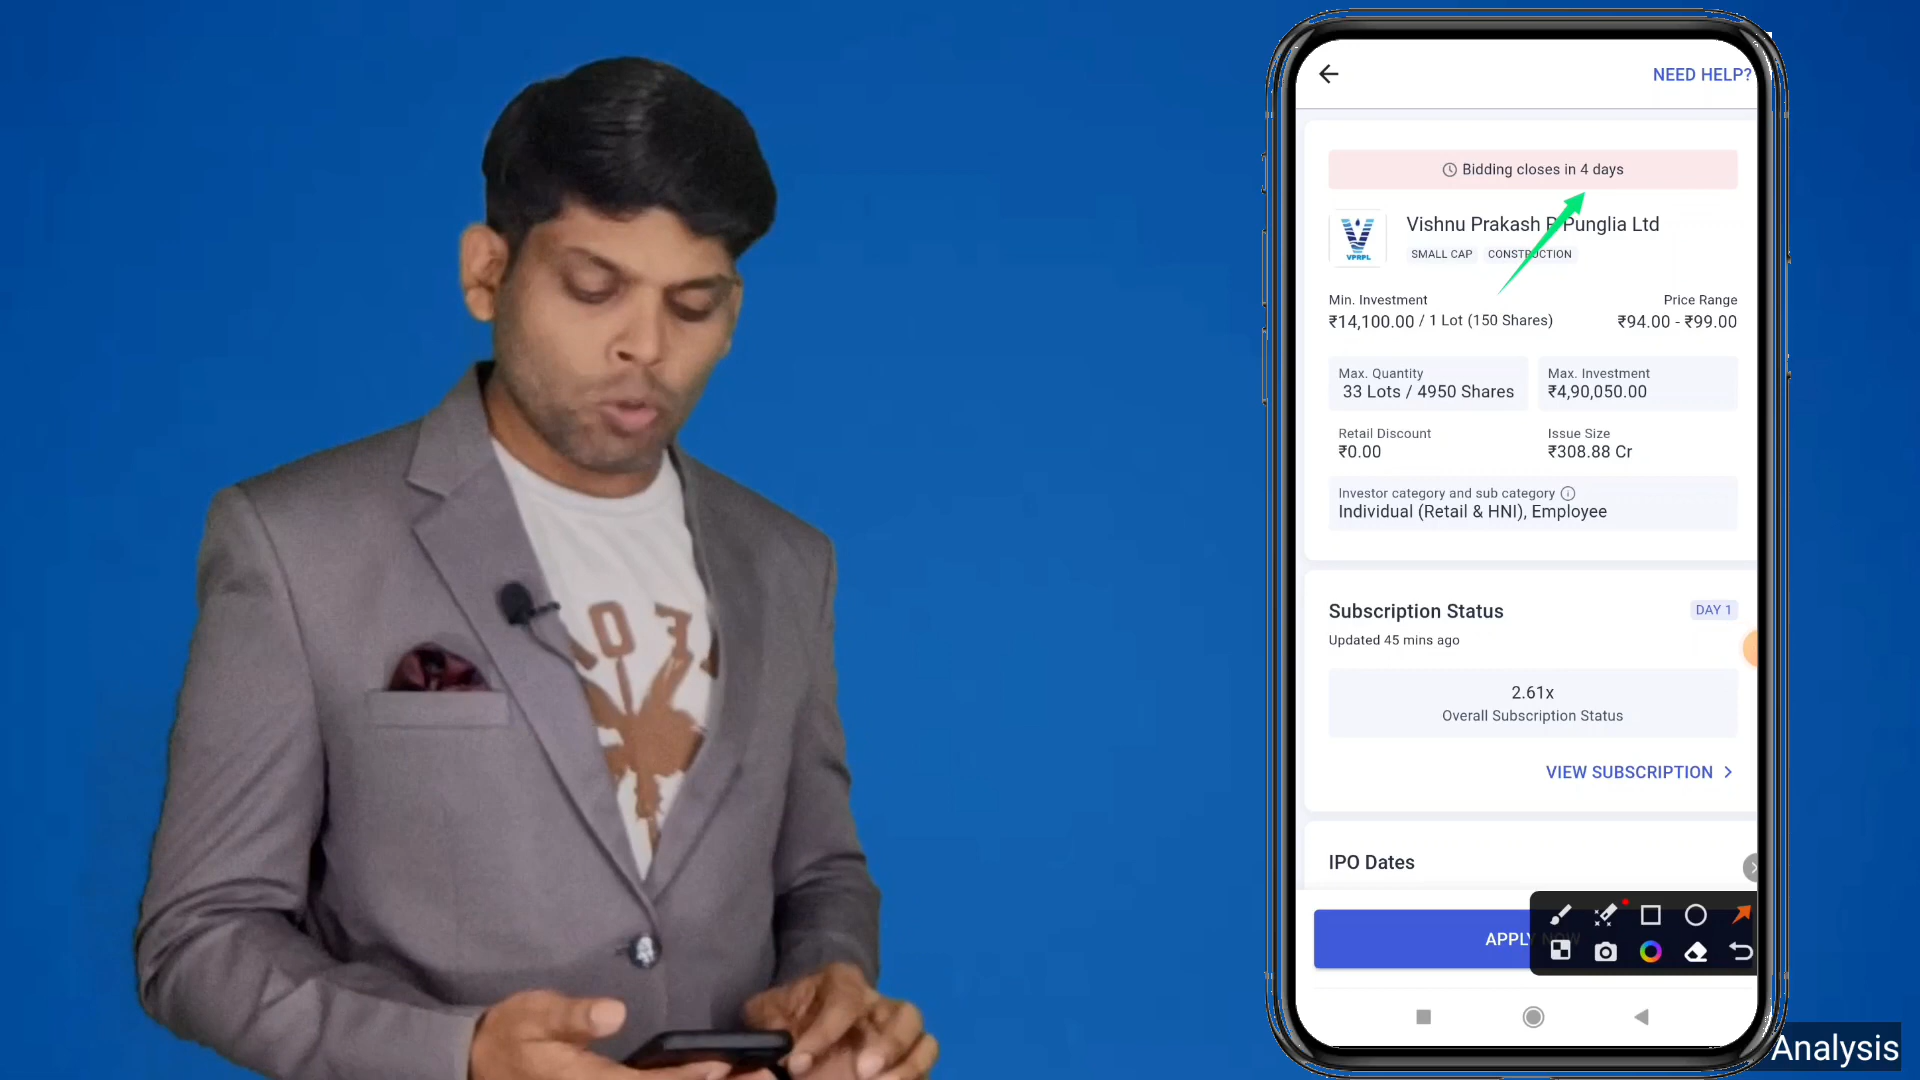 NEED HELP?
Bidding closes in 4 days
Vishnu Prakash R Punglia Ltd
VPRPL
SMALL CAP CONSTRUCTION
Min. Investment
₹14,100.00 / 1 Lot (150 Shares)
Price Range
₹94.00 - ₹99.00
Max. Quantity
33 Lots / 4950 Shares
Max. Investment
₹4,90,050.00
Retail Discount
₹0.00
Issue Size
₹308.88 Cr
Investor category and sub category
Individual (Retail & HNI), Employee
Subscription Status
DAY 1
Updated 45 mins ago
2.61x
Overall Subscription Status
VIEW SUBSCRIPTION
IPO Dates
APPLY NOW
Analysis